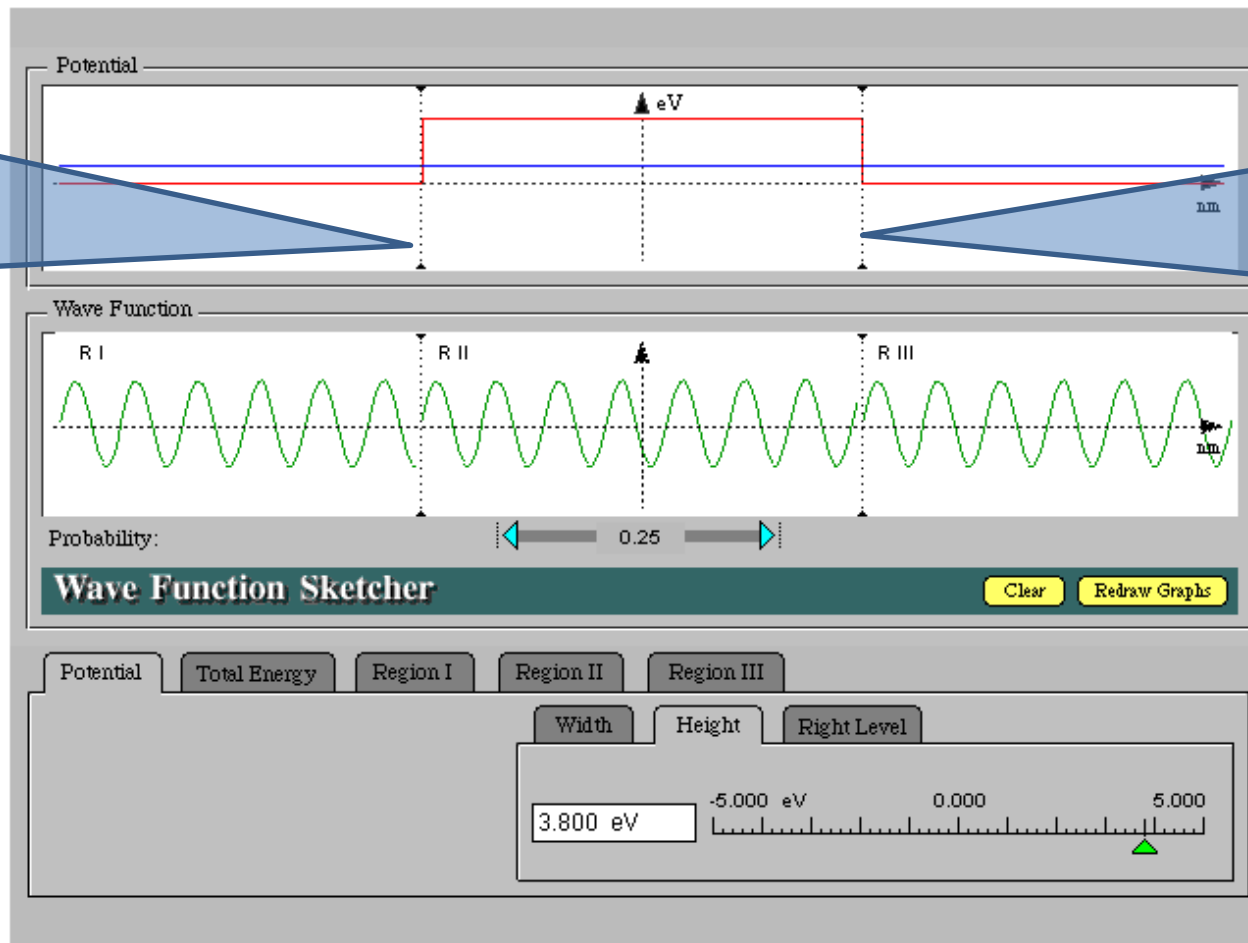 Potential
eV
nm
Wave Function
R I
R II
R III
nm
Probability:
0.25
Wave Function Sketcher
Clear
Redraw Graphs
Potential
Total Energy
Region I
Region II
Region III
Width
Height
Right Level
-5.000 eV
0.000
5.000
3.800 eV